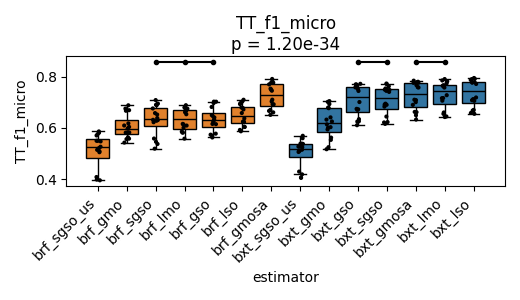 TT_f1_micro
p = 1.20e-34
TT_f1_micro
0.8
0.6
0.4
brf_sgso_us
brf_gmo
brf_sgso
brf_lmo
brf_gso
brf_lso
brf_gmosa
bxt_sgso_us
bxt_gmo
bxt_gso
bxt_sgso
bxt_gmosa
bxt_lmo
bxt_lso
estimator